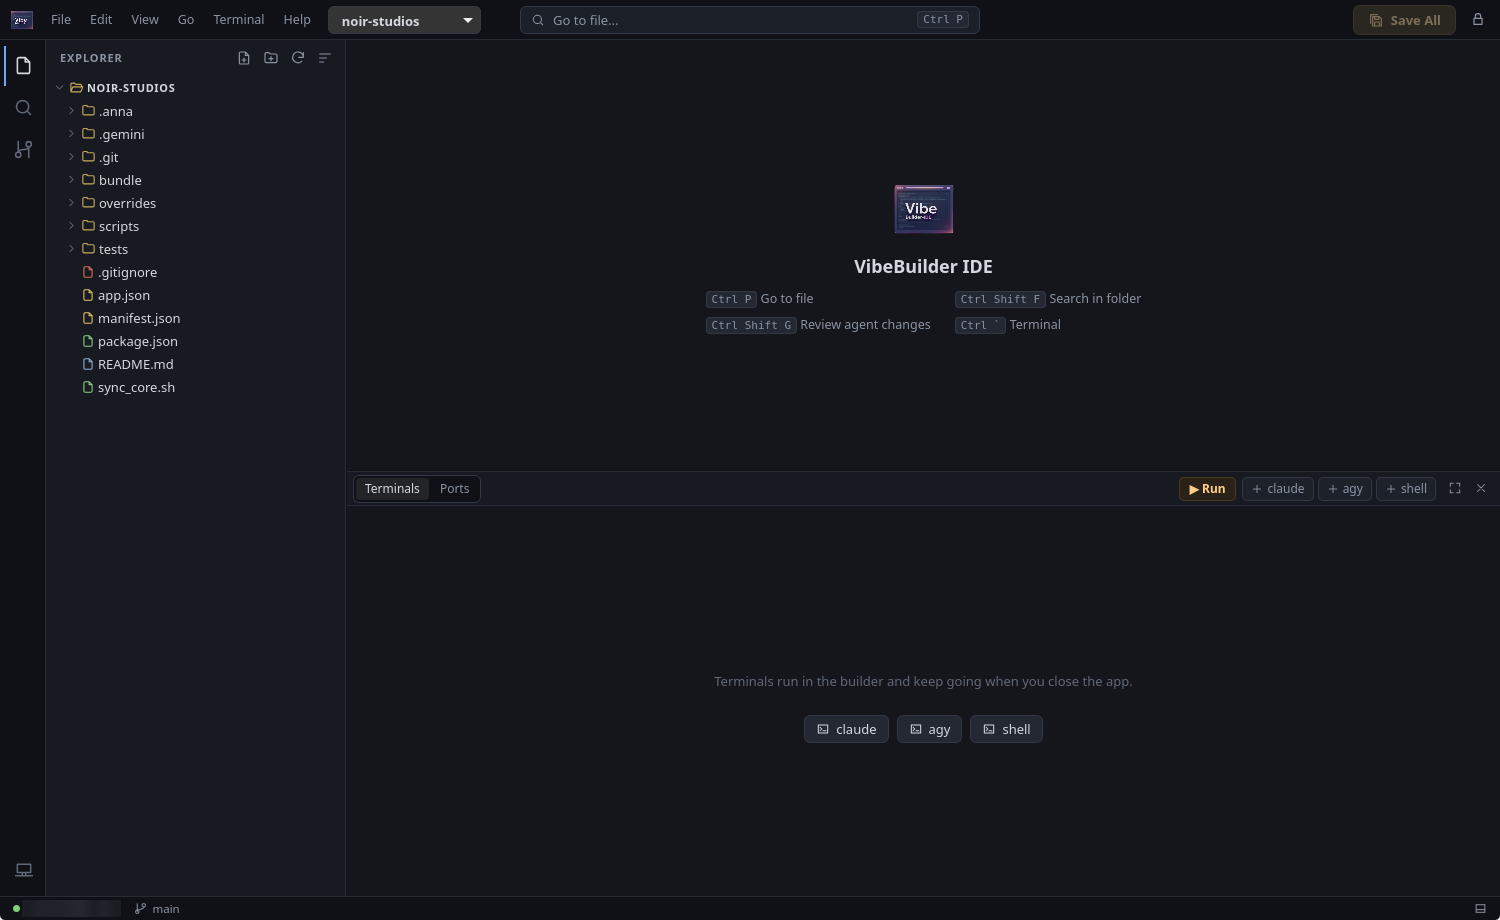 File Edit View Go Terminal Help noir-studios Go to file... Ctrl P Save All
EXPLORER
NOIR-STUDIOS
.anna
.gemini
.git
bundle
overrides
scripts
tests
.gitignore
app.json
manifest.json
package.json
README.md
sync_core.sh
Vibe
Builder-IDE
VibeBuilder IDE
Ctrl P Go to file Ctrl Shift F Search in folder
Ctrl Shift G Review agent changes Ctrl ` Terminal
Terminals Ports Run claude agy shell
Terminals run in the builder and keep going when you close the app.
claude agy shell
main